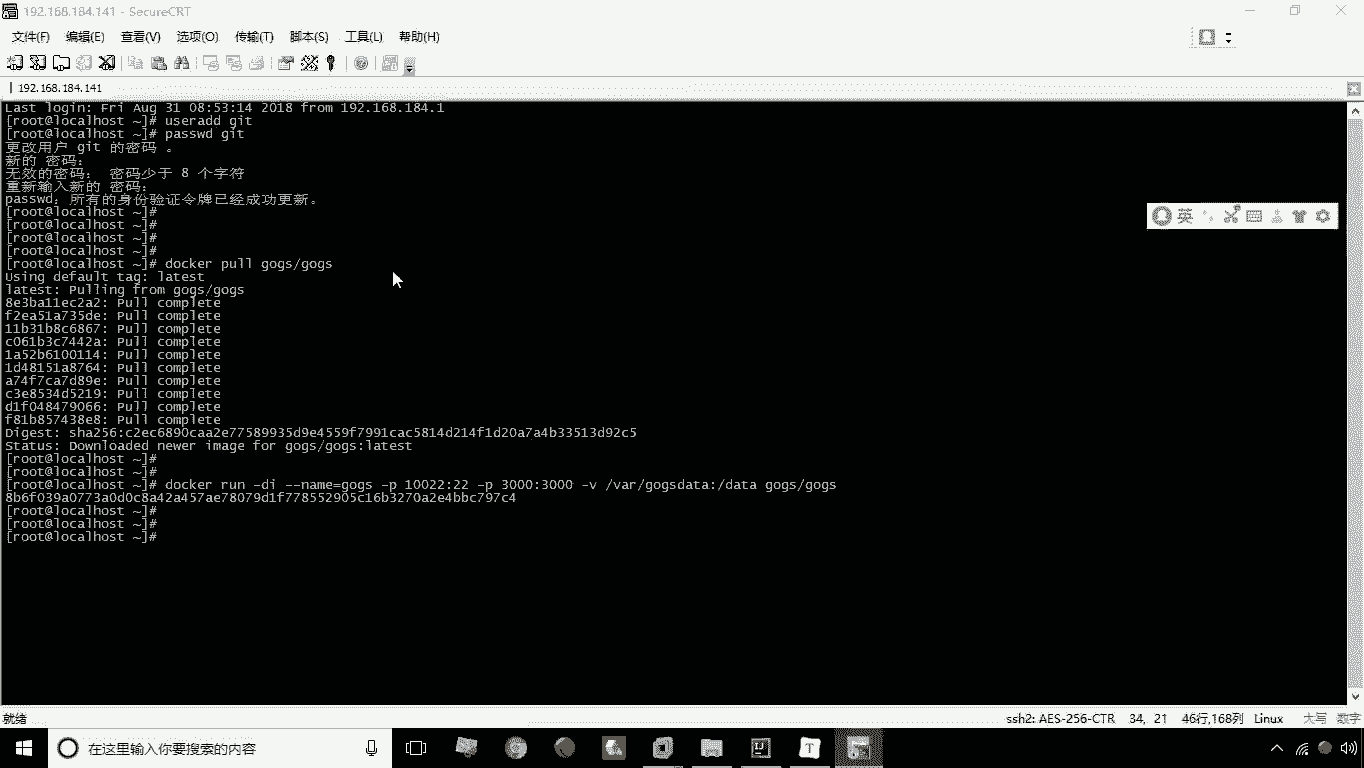 192.168.184.141 - SecureCRT
文件(F) 编辑(E) 查看(V) 选项(O) 传输(T) 脚本(S) 工具(L) 帮助(H)
192.168.184.141
Last login: Fri Aug 31 08:53:14 2018 from 192.168.184.1
[root@localhost ~]# useradd git
[root@localhost ~]# passwd git
更改用户 git 的密码 。
新的 密码：
无效的密码： 密码少于 8 个字符
重新输入新的 密码：
passwd：所有的身份验证令牌已经成功更新。
[root@localhost ~]#
[root@localhost ~]#
[root@localhost ~]#
[root@localhost ~]#
[root@localhost ~]# docker pull gogs/gogs
Using default tag: latest
latest: Pulling from gogs/gogs
8e3ba11ec2a2: Pull complete
f2ea51a735de: Pull complete
11b31b8c6867: Pull complete
c061b3c7442a: Pull complete
1a52b6100114: Pull complete
1d48151a8764: Pull complete
a74f7ca7d89e: Pull complete
c3e8534d5219: Pull complete
d1f048479066: Pull complete
f81b857438e8: Pull complete
Digest: sha256:c2ec6890caa2e77589935d9e4559f7991cac5814d214f1d20a7a4b33513d92c5
Status: Downloaded newer image for gogs/gogs:latest
[root@localhost ~]#
[root@localhost ~]#
[root@localhost ~]# docker run -di --name=gogs -p 10022:22 -p 3000:3000 -v /var/gogsdata:/data gogs/gogs
8b6f039a0773a0d0c8a42a457ae78079d1f778552905c16b3270a2e4bbc797c4
[root@localhost ~]#
[root@localhost ~]#
[root@localhost ~]#
英
就绪 ssh2: AES-256-CTR 34, 21 46行,168列 Linux 大写 数字
在这里输入你要搜索的内容